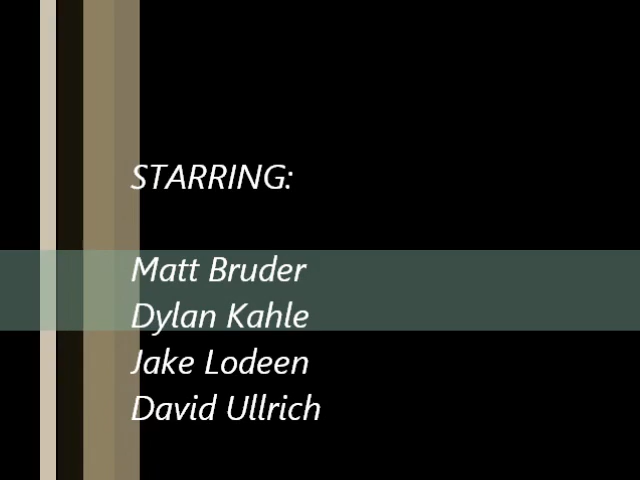 STARRING:
Matt Bruder
Dylan Kahle
Jake Lodeen
David Ullrich